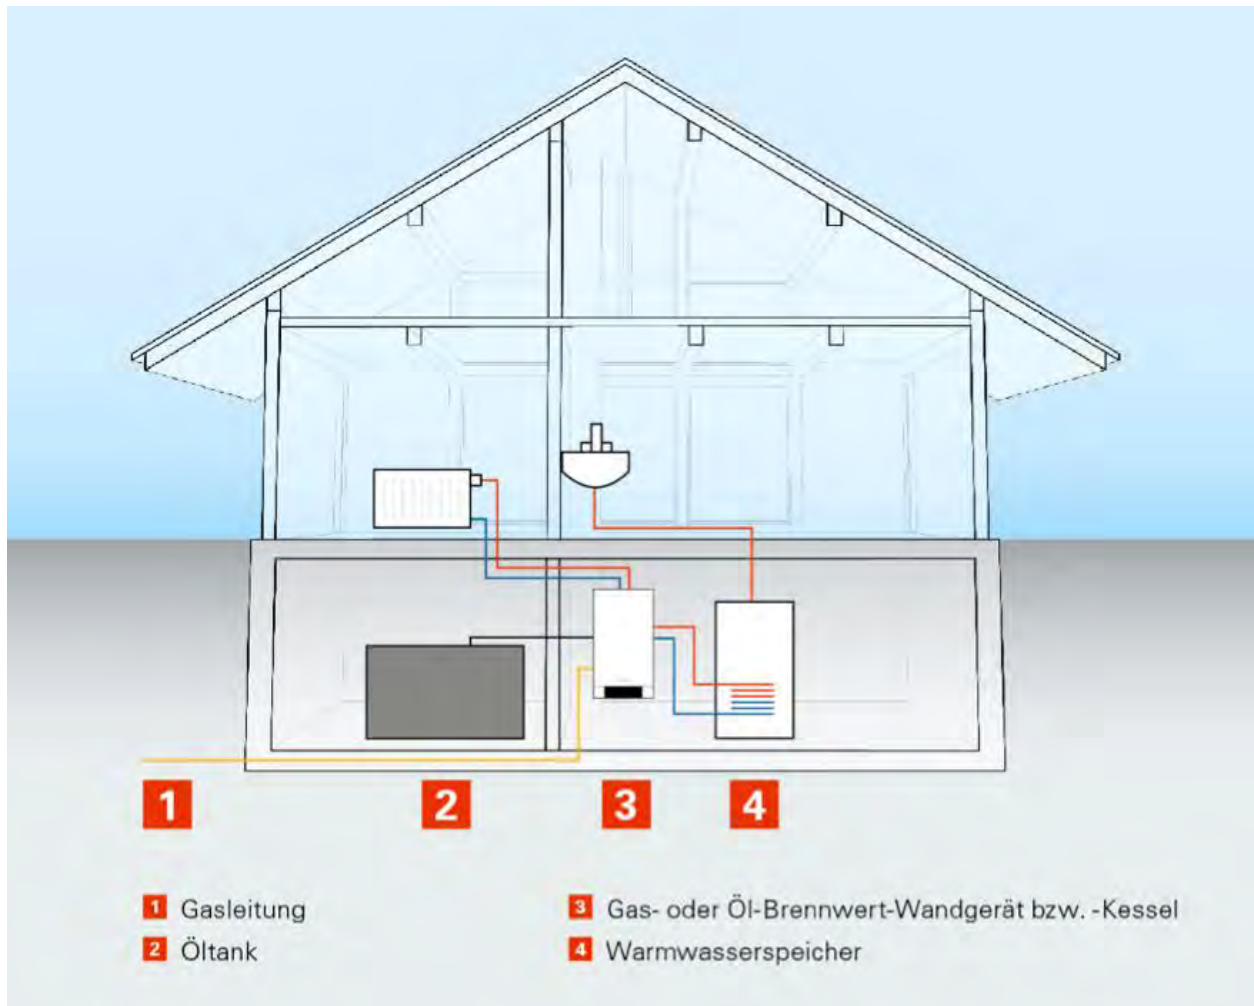 1 2 3 4
1 Gasleitung
3 Gas- oder Öl-Brennwert-Wandgerät bzw. -Kessel
2 Öltank
4 Warmwasserspeicher